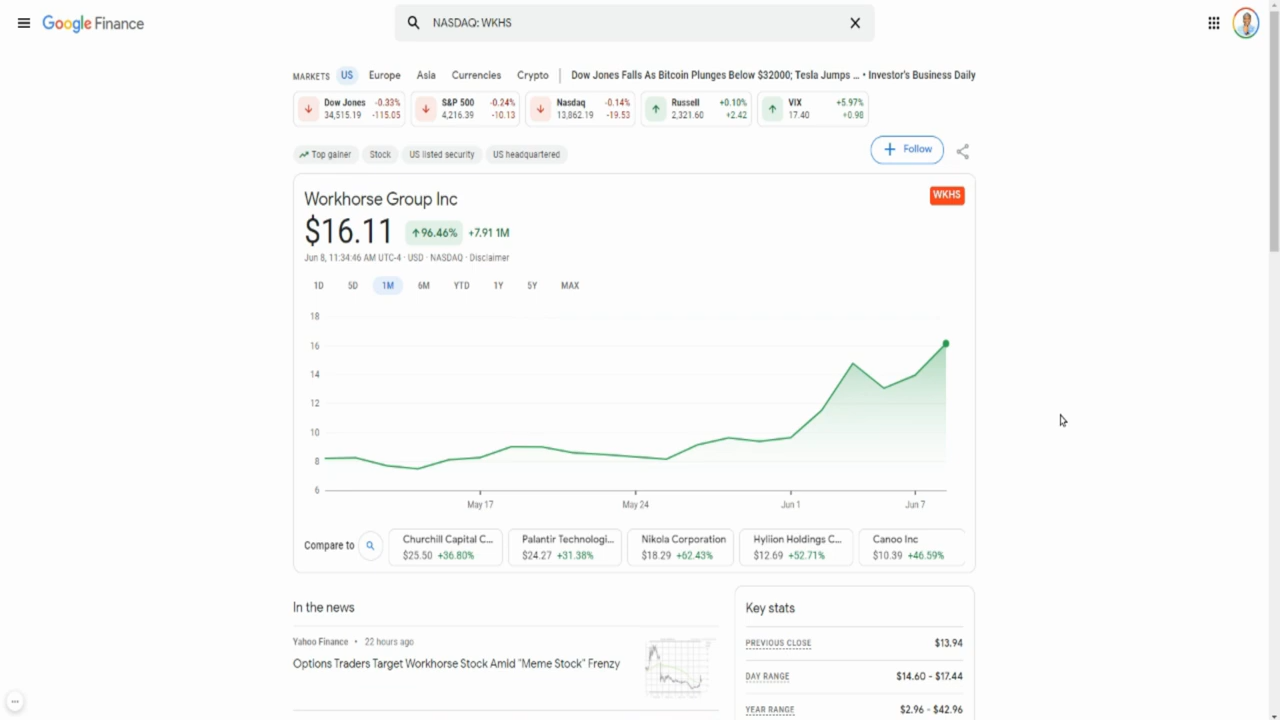 Google Finance
NASDAQ: WKHS
MARKETS US Europe Asia Currencies Crypto Dow Jones Falls As Bitcoin Plunges Below $32000; Tesla Jumps ... • Investor's Business Daily
Dow Jones -0.33%
34,515.19 -115.05
S&P 500 -0.24%
4,216.39 -10.13
Nasdaq -0.14%
13,862.19 -19.53
Russell +0.10%
2,321.60 +2.42
VIX +5.97%
17.40 +0.98
Top gainer Stock US listed security US headquartered
Follow
Workhorse Group Inc
WKHS
$16.11 ↑96.46% +7.91 1M
Jun 8, 11:34:46 AM UTC-4 · USD · NASDAQ · Disclaimer
1D 5D 1M 6M YTD 1Y 5Y MAX
18
16
14
12
10
8
6
May 17 May 24 Jun 1 Jun 7
Compare to
Churchill Capital C...
$25.50 +36.80%
Palantir Technologi...
$24.27 +31.38%
Nikola Corporation
$18.29 +62.43%
Hyliion Holdings C...
$12.69 +52.71%
Canoo Inc
$10.39 +46.59%
In the news
Yahoo Finance • 22 hours ago
Options Traders Target Workhorse Stock Amid "Meme Stock" Frenzy
Key stats
PREVIOUS CLOSE $13.94
DAY RANGE $14.60 - $17.44
YEAR RANGE $2.96 - $42.96